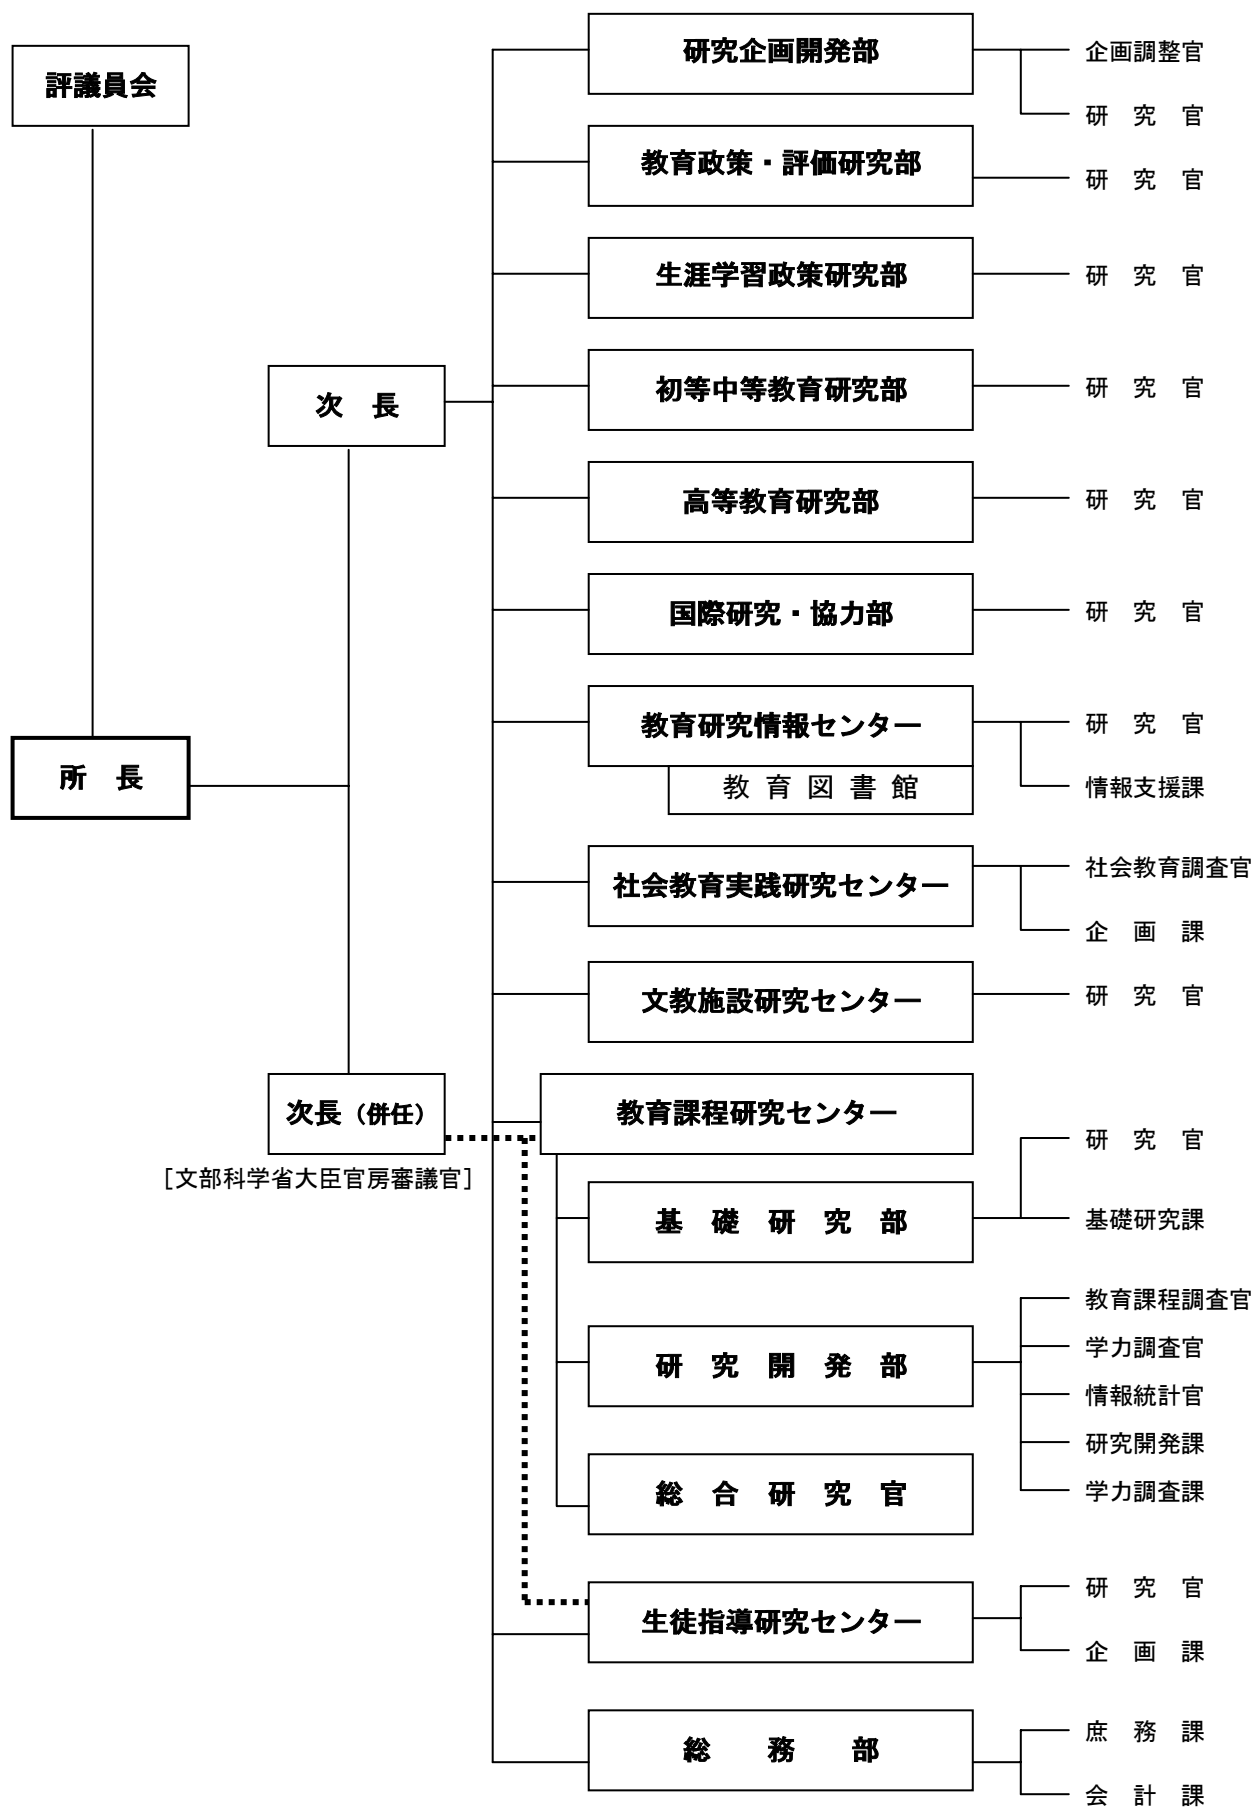 評議員会
所　長
次　長
次長（併任）
［文部科学省大臣官房審議官］
研究企画開発部
企画調整官
研　究　官
教育政策・評価研究部
研　究　官
生涯学習政策研究部
研　究　官
初等中等教育研究部
研　究　官
高等教育研究部
研　究　官
国際研究・協力部
研　究　官
教育研究情報センター
教 育 図 書 館
研　究　官
情報支援課
社会教育実践研究センター
社会教育調査官
企　画　課
文教施設研究センター
研　究　官
教育課程研究センター
基　礎　研　究　部
研　究　官
基礎研究課
研　究　開　発　部
教育課程調査官
学力調査官
情報統計官
研究開発課
学力調査課
総　合　研　究　官
生徒指導研究センター
研　究　官
企　画　課
総　　務　　部
庶　務　課
会　計　課